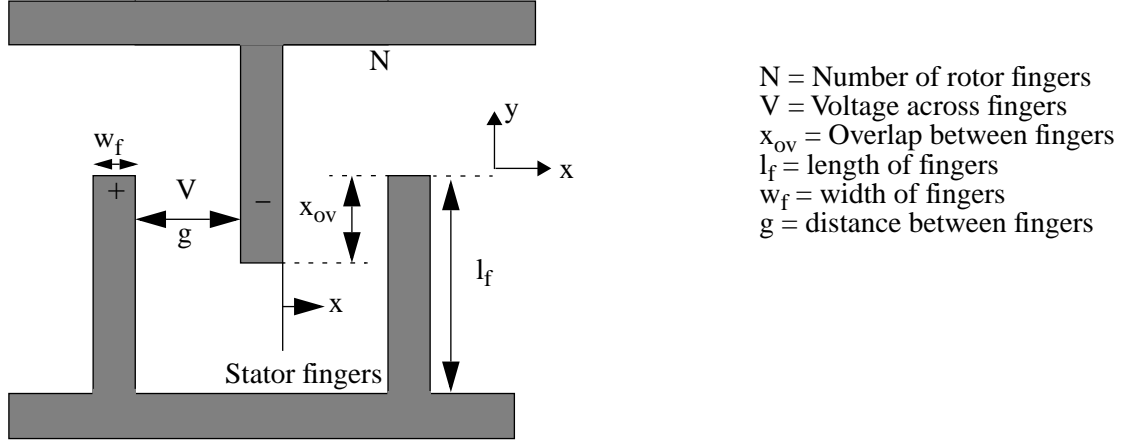 N
y
x
w_f
+
V
−
x_ov
g
l_f
x
Stator fingers
N = Number of rotor fingers
V = Voltage across fingers
x_ov = Overlap between fingers
l_f = length of fingers
w_f = width of fingers
g = distance between fingers